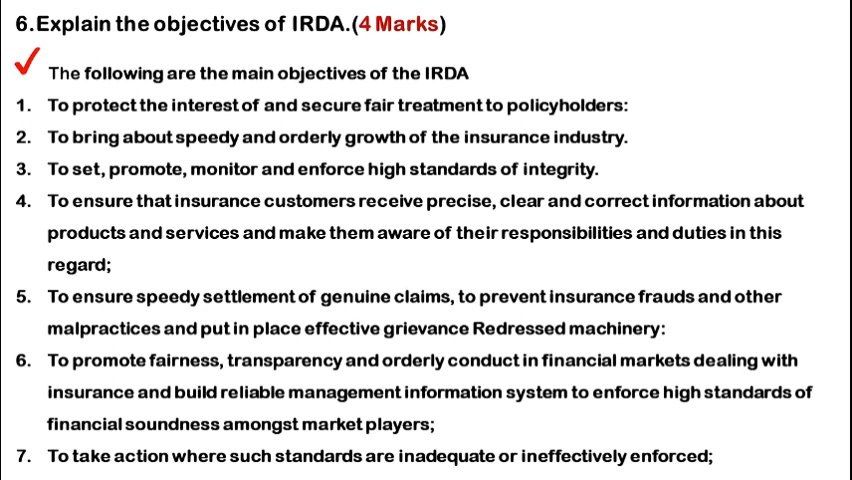 6.Explain the objectives of IRDA.(4 Marks)
The following are the main objectives of the IRDA
1. To protect the interest of and secure fair treatment to policyholders:
2. To bring about speedy and orderly growth of the insurance industry.
3. To set, promote, monitor and enforce high standards of integrity.
4. To ensure that insurance customers receive precise, clear and correct information about
products and services and make them aware of their responsibilities and duties in this
regard;
5. To ensure speedy settlement of genuine claims, to prevent insurance frauds and other
malpractices and put in place effective grievance Redressed machinery:
6. To promote fairness, transparency and orderly conduct in financial markets dealing with
insurance and build reliable management information system to enforce high standards of
financial soundness amongst market players;
7. To take action where such standards are inadequate or ineffectively enforced;